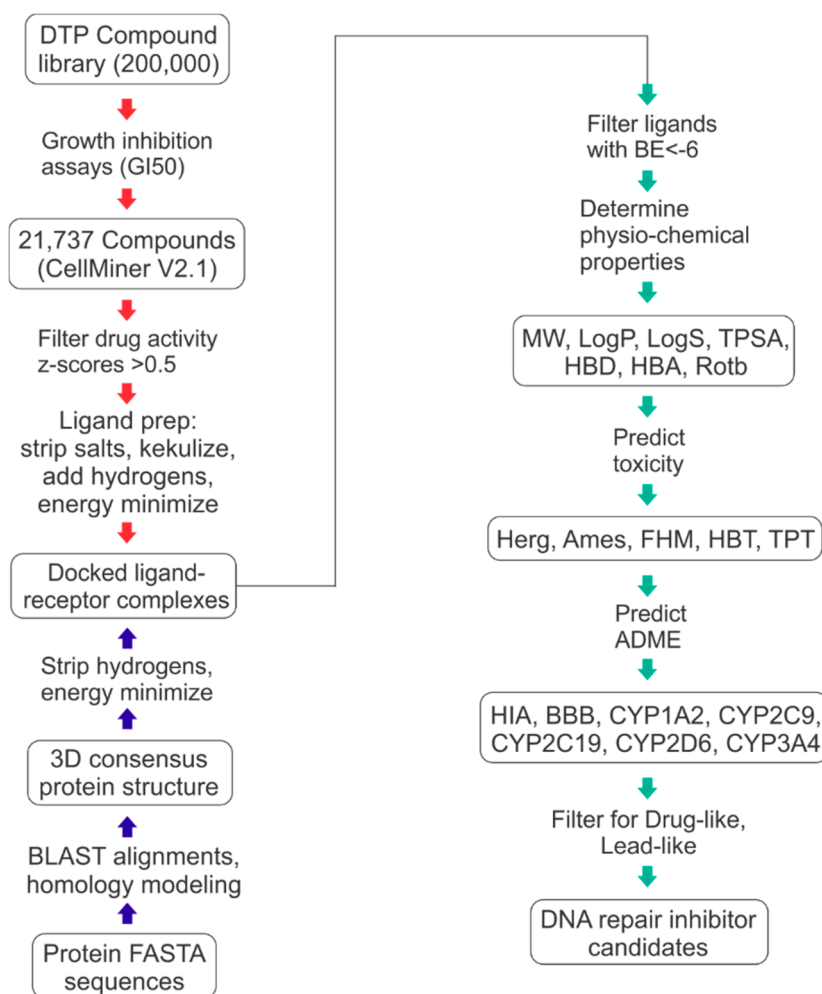 DTP Compound
library (200,000)
Growth inhibition
assays (GI50)
21,737 Compounds
(CellMiner V2.1)
Filter drug activity
z-scores >0.5
Ligand prep:
strip salts, kekulize,
add hydrogens,
energy minimize
Docked ligand-
receptor complexes
Strip hydrogens,
energy minimize
3D consensus
protein structure
BLAST alignments,
homology modeling
Protein FASTA
sequences
Filter ligands
with BE<-6
Determine
physio-chemical
properties
MW, LogP, LogS, TPSA,
HBD, HBA, Rotb
Predict
toxicity
Herg, Ames, FHM, HBT, TPT
Predict
ADME
HIA, BBB, CYP1A2, CYP2C9,
CYP2C19, CYP2D6, CYP3A4
Filter for Drug-like,
Lead-like
DNA repair inhibitor
candidates